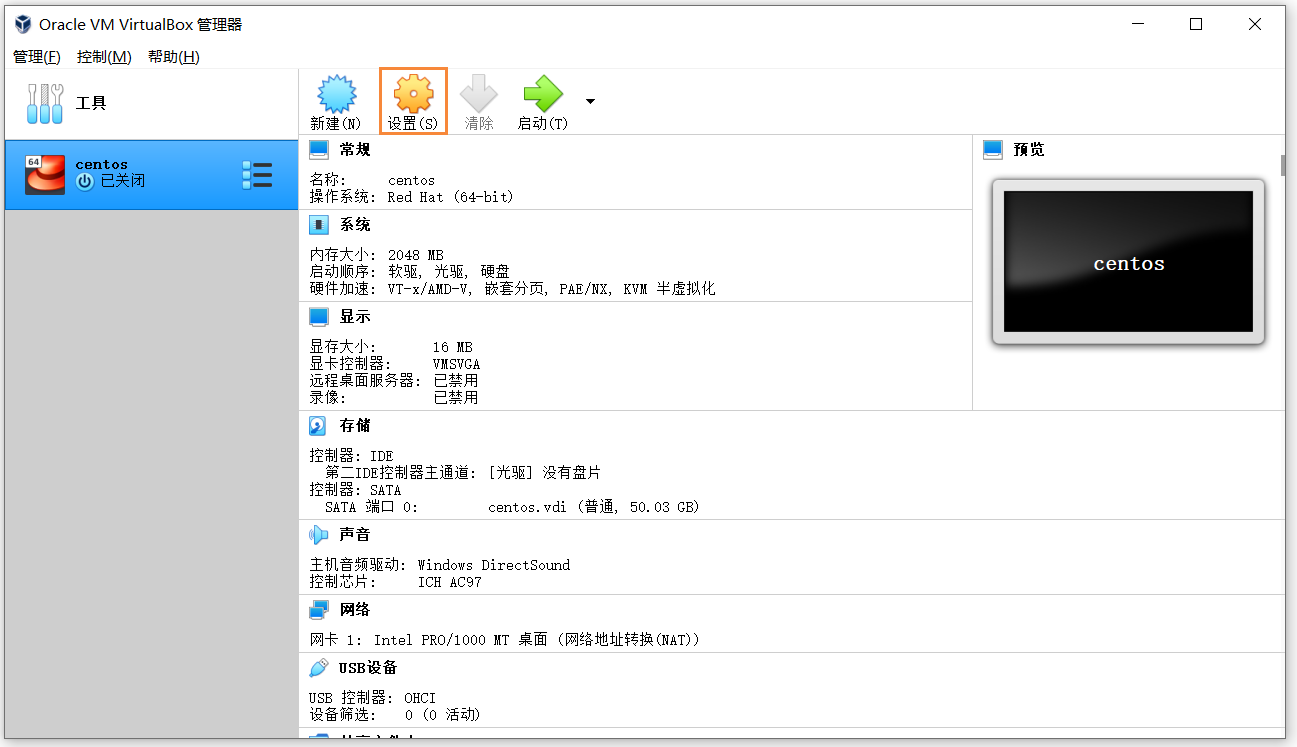 Oracle VM VirtualBox 管理器
管理(F) 控制(M) 帮助(H)
工具
新建(N) 设置(S) 清除 启动(T)
64
centos
已关闭
常规
名称: centos
操作系统: Red Hat (64-bit)
系统
内存大小: 2048 MB
启动顺序: 软驱, 光驱, 硬盘
硬件加速: VT-x/AMD-V, 嵌套分页, PAE/NX, KVM 半虚拟化
显示
显存大小: 16 MB
显卡控制器: VMSVGA
远程桌面服务器: 已禁用
录像: 已禁用
预览
centos
存储
控制器: IDE
第二IDE控制器主通道: [光驱] 没有盘片
控制器: SATA
SATA 端口 0: centos.vdi (普通, 50.03 GB)
声音
主机音频驱动: Windows DirectSound
控制芯片: ICH AC97
网络
网卡 1: Intel PRO/1000 MT 桌面 (网络地址转换(NAT))
USB设备
USB 控制器: OHCI
设备筛选: 0 (0 活动)